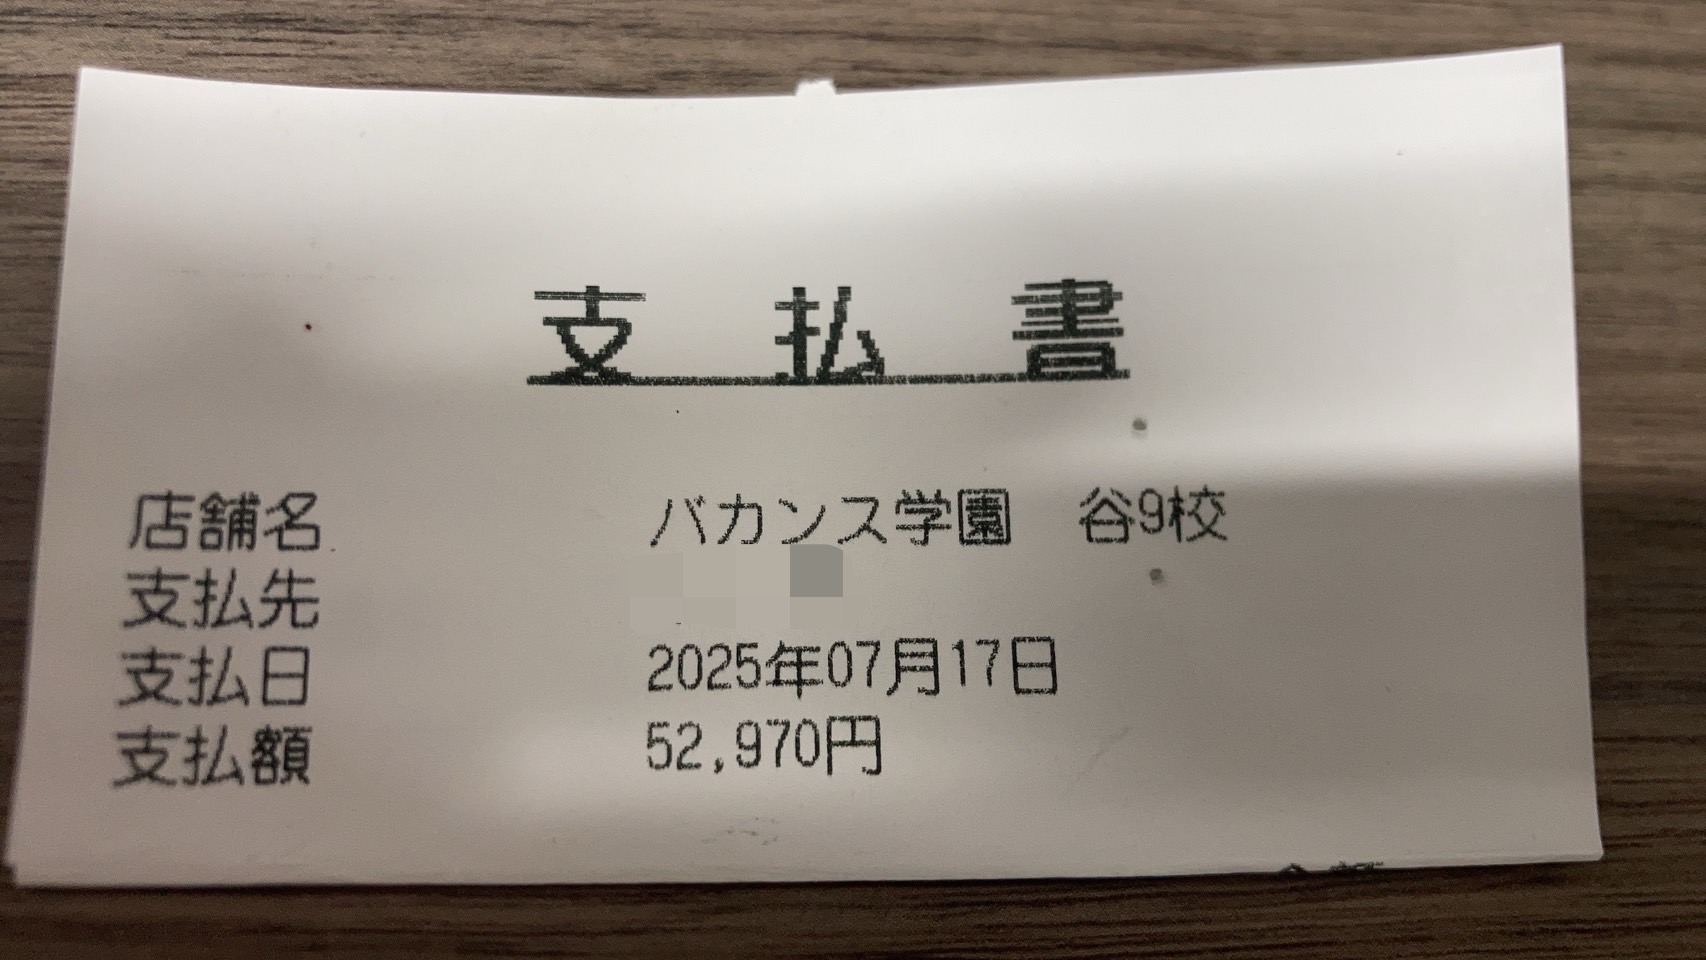 支払書
店舗名 バカンス学園 谷9校
支払先
支払日 2025年07月17日
支払額 52,970円